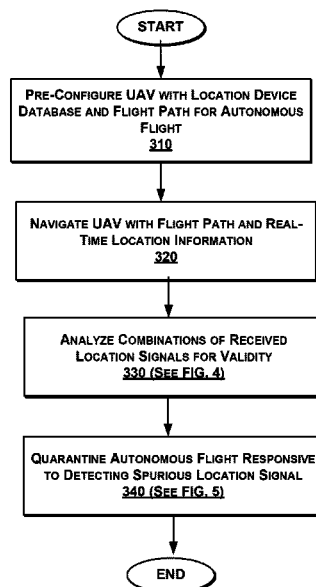 START
PRE-CONFIGURE UAV WITH LOCATION DEVICE
DATABASE AND FLIGHT PATH FOR AUTONOMOUS
FLIGHT
310
NAVIGATE UAV WITH FLIGHT PATH AND REAL-
TIME LOCATION INFORMATION
320
ANALYZE COMBINATIONS OF RECEIVED
LOCATION SIGNALS FOR VALIDITY
330 (SEE FIG. 4)
QUARANTINE AUTONOMOUS FLIGHT RESPONSIVE
TO DETECTING SPURIOUS LOCATION SIGNAL
340 (SEE FIG. 5)
END